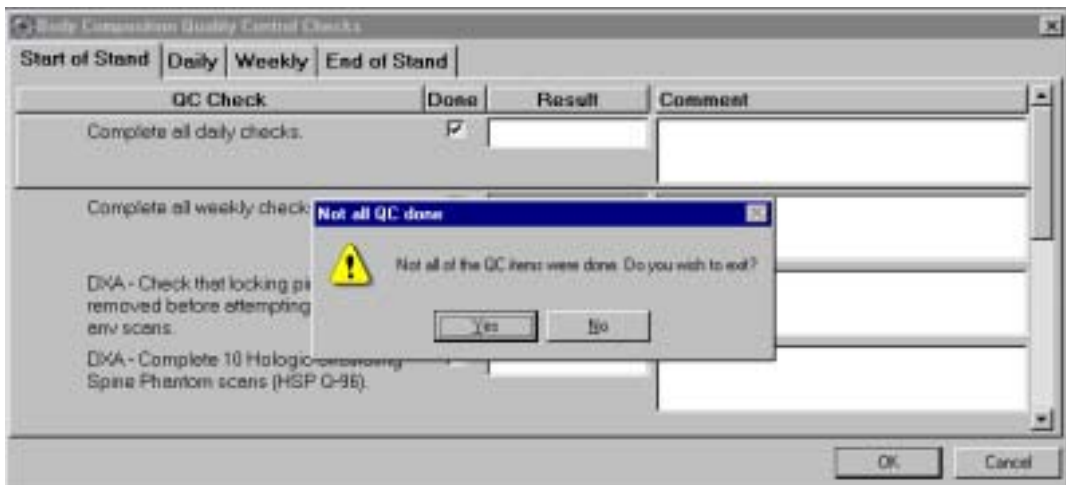 Body Composition Quality Control Checks
Start of Stand Daily Weekly End of Stand
QC Check Done Result Comment
Complete all daily checks.
Complete all weekly check
Not all QC done
Not all of the QC items were done. Do you wish to exit?
DXA - Check that locking pi
removed before attempting
any scans.
Yes No
DXA - Complete 10 Hologic
Spine Phantom scans (HSP Q-96).
OK Cancel